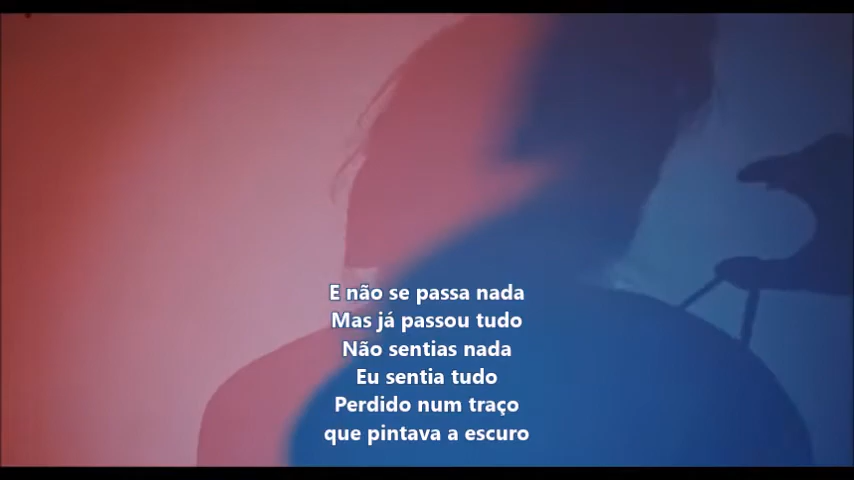 E não se passa nada
Mas já passou tudo
Não sentias nada
Eu sentia tudo
Perdido num traço
que pintava a escuro